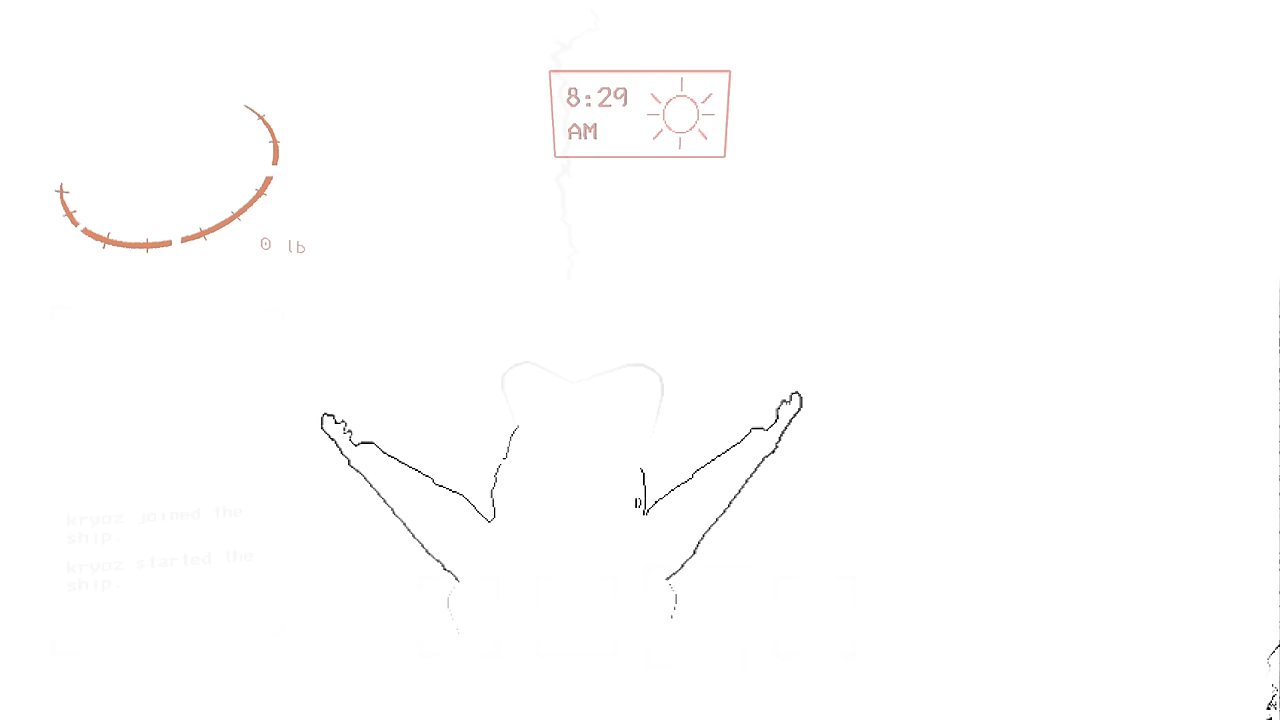 8:29
AM
0 lb
kryoz joined the
ship.
kryoz started the
ship.